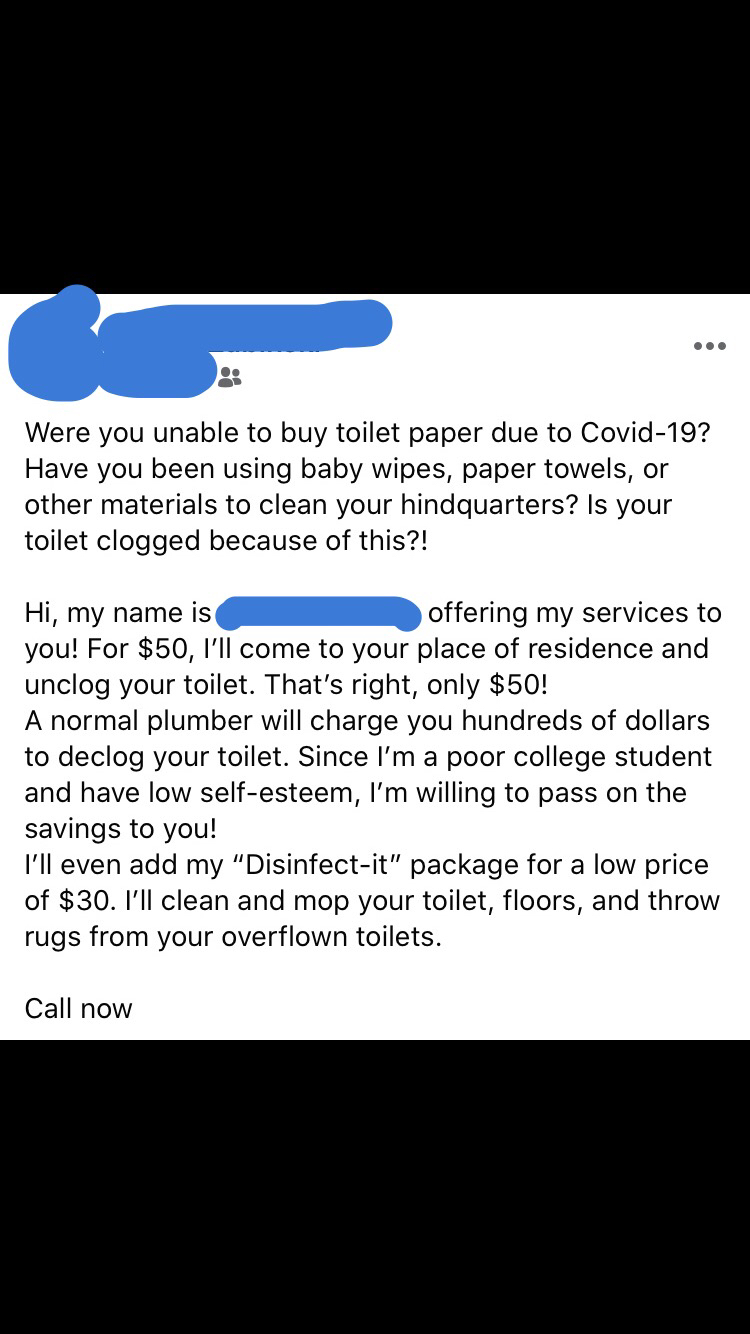 Were you unable to buy toilet paper due to Covid-19?
Have you been using baby wipes, paper towels, or
other materials to clean your hindquarters? Is your
toilet clogged because of this?!
Hi, my name is offering my services to
you! For $50, I’ll come to your place of residence and
unclog your toilet. That’s right, only $50!
A normal plumber will charge you hundreds of dollars
to declog your toilet. Since I’m a poor college student
and have low self-esteem, I’m willing to pass on the
savings to you!
I’ll even add my “Disinfect-it” package for a low price
of $30. I’ll clean and mop your toilet, floors, and throw
rugs from your overflown toilets.
Call now